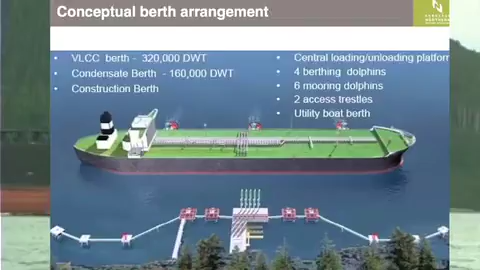 Conceptual berth arrangement
• VLCC berth - 320,000 DWT
• Condensate Berth - 160,000 DWT
• Construction Berth
• Central loading/unloading platform
• 4 berthing dolphins
• 6 mooring dolphins
• 2 access trestles
• Utility boat berth